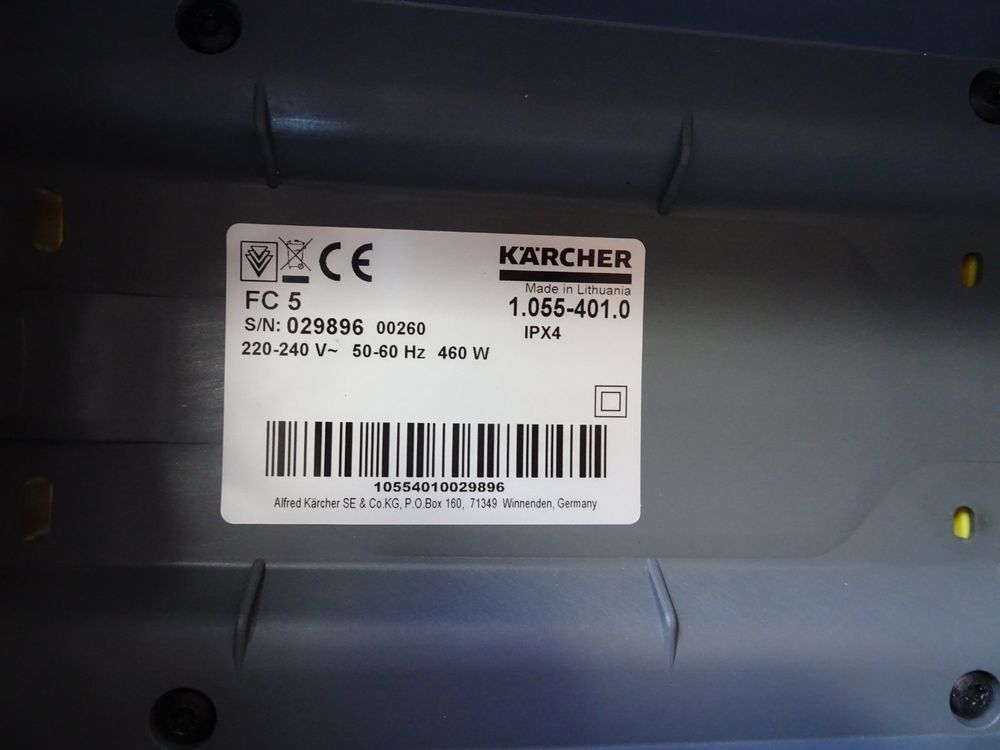 CE
KÄRCHER
Made in Lithuania
FC 5
1.055-401.0
S/N: 029896 00260
IPX4
220-240 V~ 50-60 Hz 460 W
10554010029896
Alfred Kärcher SE & Co.KG, P.O.Box 160, 71349 Winnenden, Germany